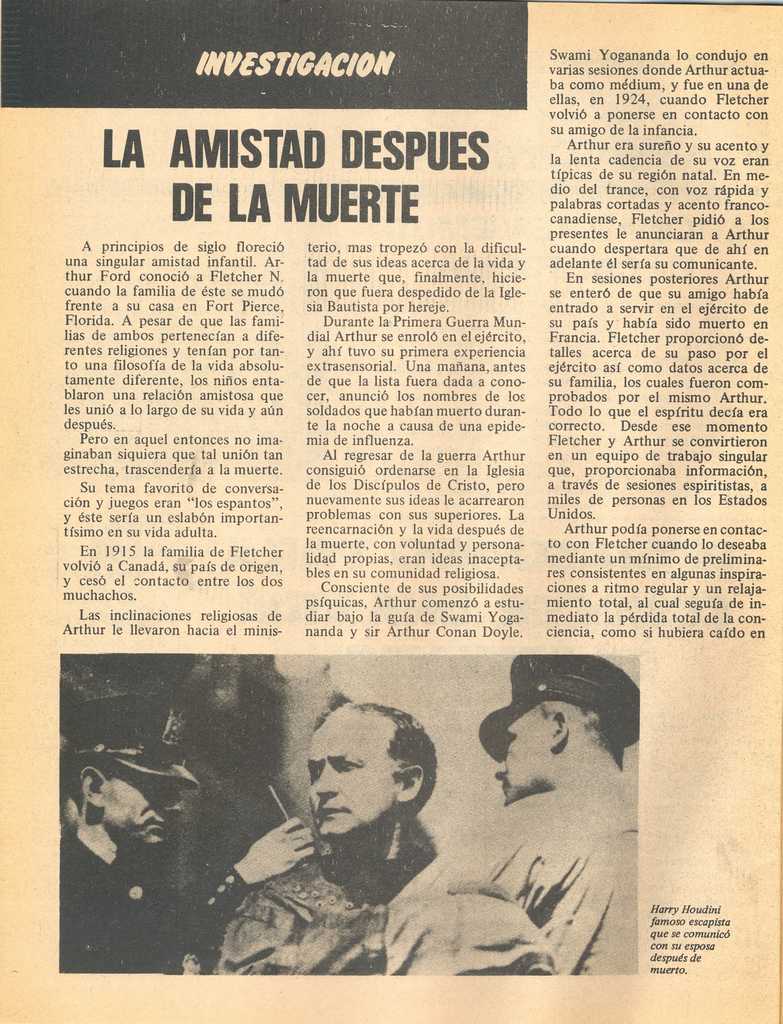 INVESTIGACION
LA AMISTAD DESPUES
DE LA MUERTE
A principios de siglo floreció
una singular amistad infantil. Ar-
thur Ford conoció a Fletcher N.
cuando la familia de éste se mudó
frente a su casa en Fort Pierce,
Florida. A pesar de que las fami-
lias de ambos pertenecían a dife-
rentes religiones y tenían por tan-
to una filosofía de la vida absolu-
tamente diferente, los niños enta-
blaron una relación amistosa que
les unió a lo largo de su vida y aún
después.
Pero en aquel entonces no ima-
ginaban siquiera que tal unión tan
estrecha, trascendería a la muerte.
Su tema favorito de conversa-
ción y juegos eran "los espantos",
y éste sería un eslabón importan-
tísimo en su vida adulta.
En 1915 la familia de Fletcher
volvió a Canadá, su país de origen,
y cesó el contacto entre los dos
muchachos.
Las inclinaciones religiosas de
Arthur le llevaron hacia el minis-
terio, mas tropezó con la dificul-
tad de sus ideas acerca de la vida y
la muerte que, finalmente, hicie-
ron que fuera despedido de la Igle-
sia Bautista por hereje.
Durante la Primera Guerra Mun-
dial Arthur se enroló en el ejército,
y ahí tuvo su primera experiencia
extrasensorial. Una mañana, antes
de que la lista fuera dada a cono-
cer, anunció los nombres de los
soldados que habían muerto duran-
te la noche a causa de una epide-
mia de influenza.
Al regresar de la guerra Arthur
consiguió ordenarse en la Iglesia
de los Discípulos de Cristo, pero
nuevamente sus ideas le acarrearon
problemas con sus superiores. La
reencarnación y la vida después de
la muerte, con voluntad y persona-
lidad propias, eran ideas inacepta-
bles en su comunidad religiosa.
Consciente de sus posibilidades
psíquicas, Arthur comenzó a estu-
diar bajo la guía de Swami Yoga-
nanda y sir Arthur Conan Doyle.
Swami Yogananda lo condujo en
varias sesiones donde Arthur actua-
ba como médium, y fue en una de
ellas, en 1924, cuando Fletcher
volvió a ponerse en contacto con
su amigo de la infancia.
Arthur era sureño y su acento y
la lenta cadencia de su voz eran
típicas de su región natal. En me-
dio del trance, con voz rápida y
palabras cortadas y acento franco-
canadiense, Fletcher pidió a los
presentes le anunciaran a Arthur
cuando despertara que de ahí en
adelante él sería su comunicante.
En sesiones posteriores Arthur
se enteró de que su amigo había
entrado a servir en el ejército de
su país y había sido muerto en
Francia. Fletcher proporcionó de-
talles acerca de su paso por el
ejército así como datos acerca de
su familia, los cuales fueron com-
probados por el mismo Arthur.
Todo lo que el espíritu decía era
correcto. Desde ese momento
Fletcher y Arthur se convirtieron
en un equipo de trabajo singular
que, proporcionaba información,
a través de sesiones espiritistas, a
miles de personas en los Estados
Unidos.
Arthur podía ponerse en contac-
to con Fletcher cuando lo deseaba
mediante un mínimo de prelimina-
res consistentes en algunas inspira-
ciones a ritmo regular y un relaja-
miento total, al cual seguía de in-
mediato la pérdida total de la con-
ciencia, como si hubiera caído en
Harry Houdini
famoso escapista
que se comunicó
con su esposa
después de
muerto.